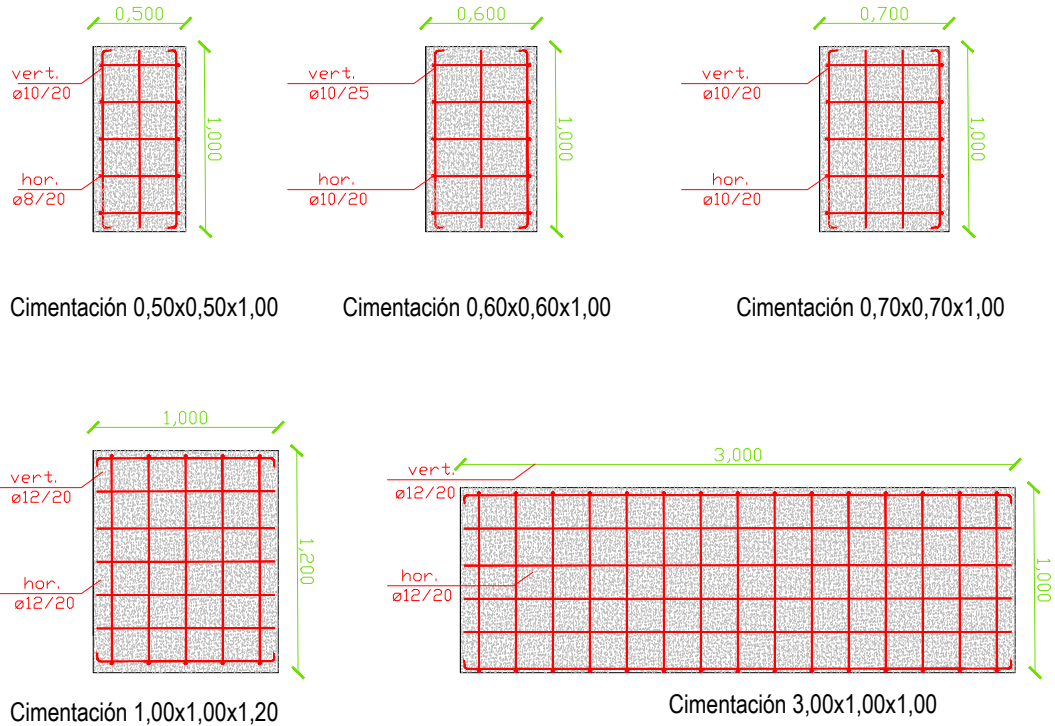 0,500
vert.
ø10/20
hor.
ø8/20
1,000
Cimentación 0,50x0,50x1,00
0,600
vert.
ø10/25
hor.
ø10/20
1,000
Cimentación 0,60x0,60x1,00
0,700
vert.
ø10/20
hor.
ø10/20
1,000
Cimentación 0,70x0,70x1,00
1,000
vert.
ø12/20
hor.
ø12/20
1,200
Cimentación 1,00x1,00x1,20
3,000
vert.
ø12/20
hor.
ø12/20
1,000
Cimentación 3,00x1,00x1,00